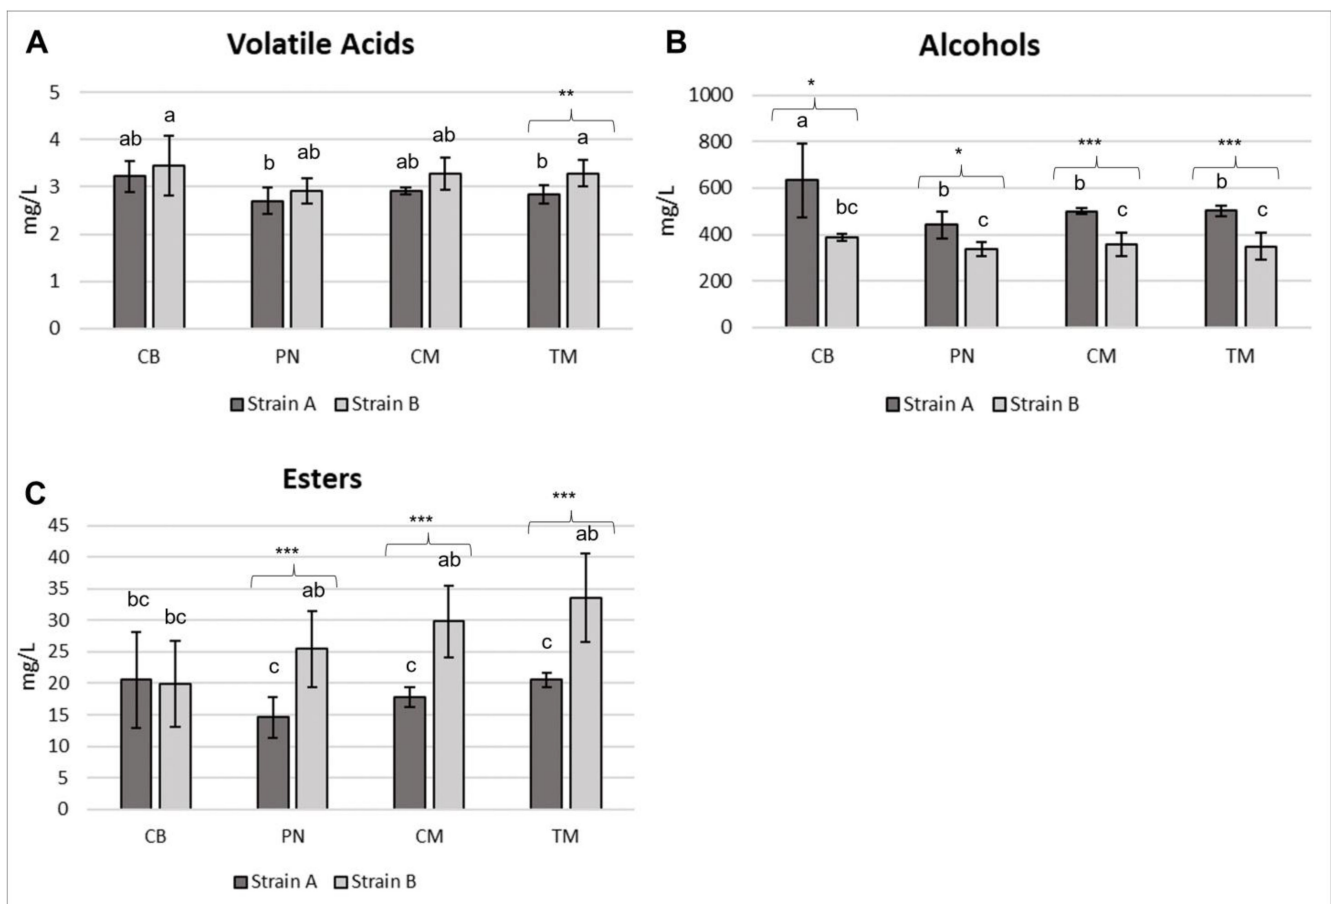 A
Volatile Acids
5
4
3
2
1
0
mg/L
ab
a
b
ab
ab
ab
**
b
a
CB PN CM TM
Strain A Strain B
B
Alcohols
1000
800
600
400
200
0
mg/L
*
a
bc
*
b
c
***
b
c
***
b
c
CB PN CM TM
Strain A Strain B
C
Esters
45
40
35
30
25
20
15
10
5
0
mg/L
bc
bc
***
c
ab
***
c
ab
***
c
ab
CB PN CM TM
Strain A Strain B